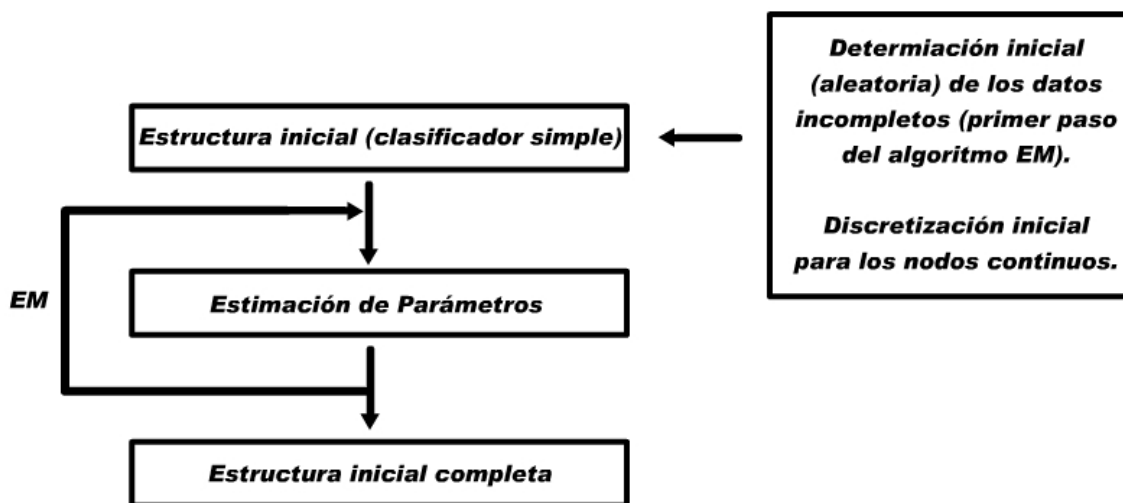 Determiación inicial
(aleatoria) de los datos
incompletos (primer paso
del algoritmo EM).
Discretización inicial
para los nodos continuos.
Estructura inicial (clasificador simple)
EM
Estimación de Parámetros
Estructura inicial completa